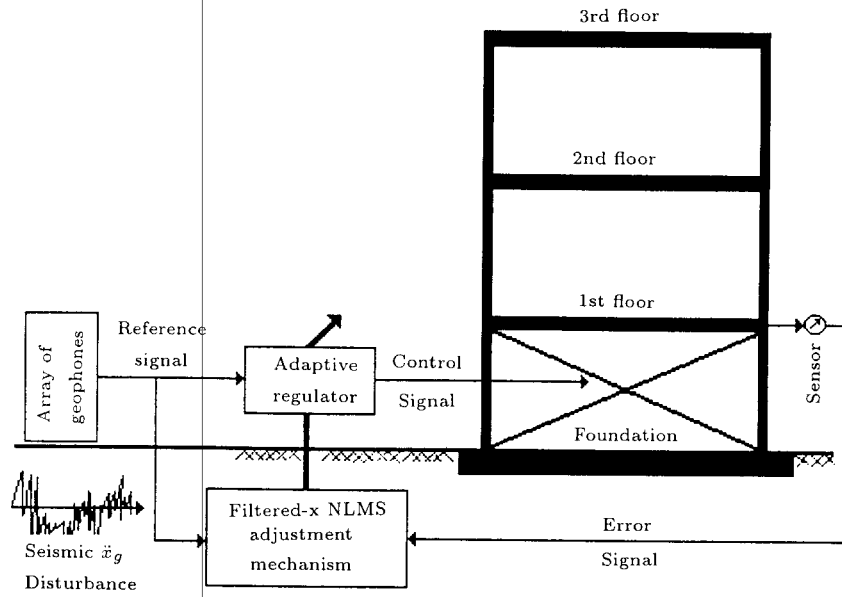 3rd floor
2nd floor
1st floor
Array of
geophones
Reference
signal
Adaptive
regulator
Control
Signal
Sensor
Foundation
Filtered-x NLMS
adjustment
mechanism
Error
Signal
Seismic ẍg
Disturbance